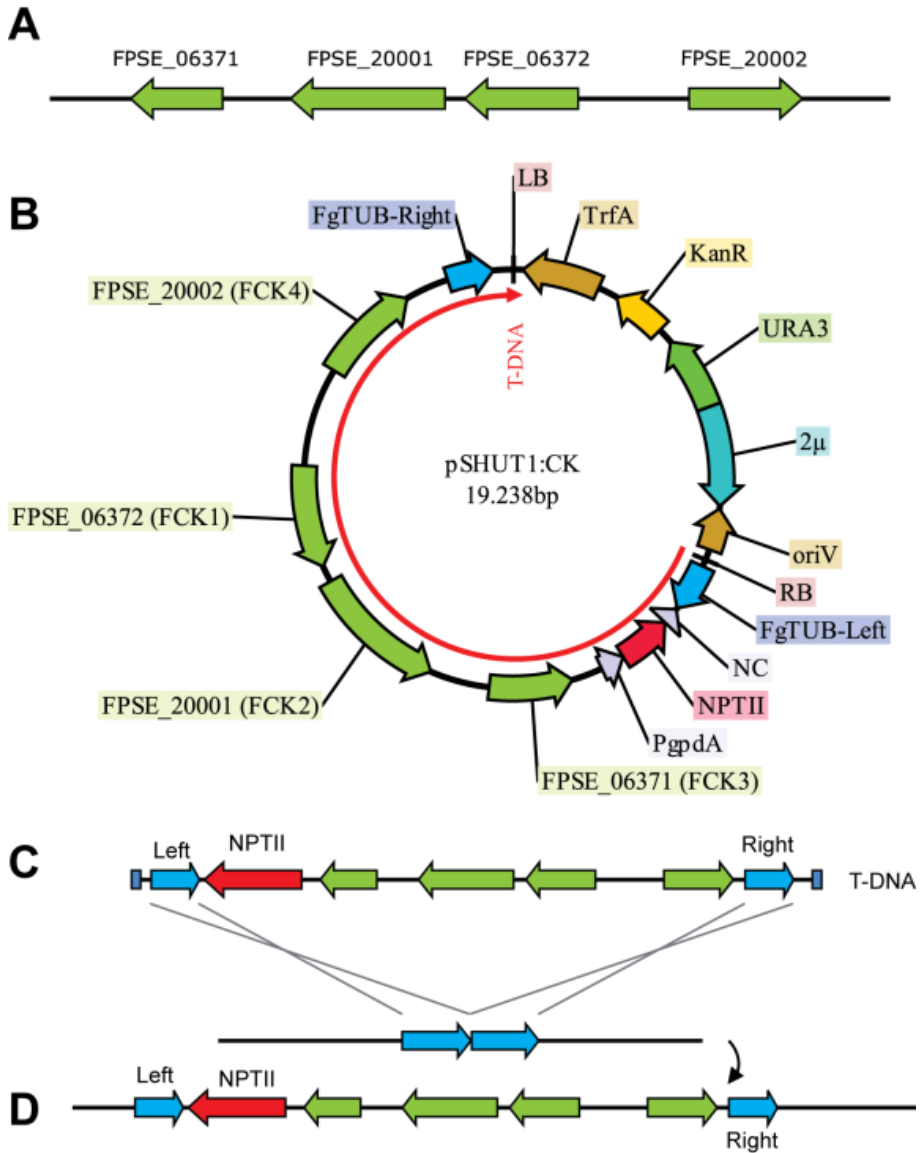 A
FPSE_06371
FPSE_20001
FPSE_06372
FPSE_20002
B
LB
FgTUB-Right
TrfA
KanR
FPSE_20002 (FCK4)
URA3
T-DNA
2µ
pSHUT1:CK
19.238bp
FPSE_06372 (FCK1)
oriV
RB
FgTUB-Left
NC
FPSE_20001 (FCK2)
NPTII
PgpdA
FPSE_06371 (FCK3)
C
Left
NPTII
Right
T-DNA
D
Left
NPTII
Right